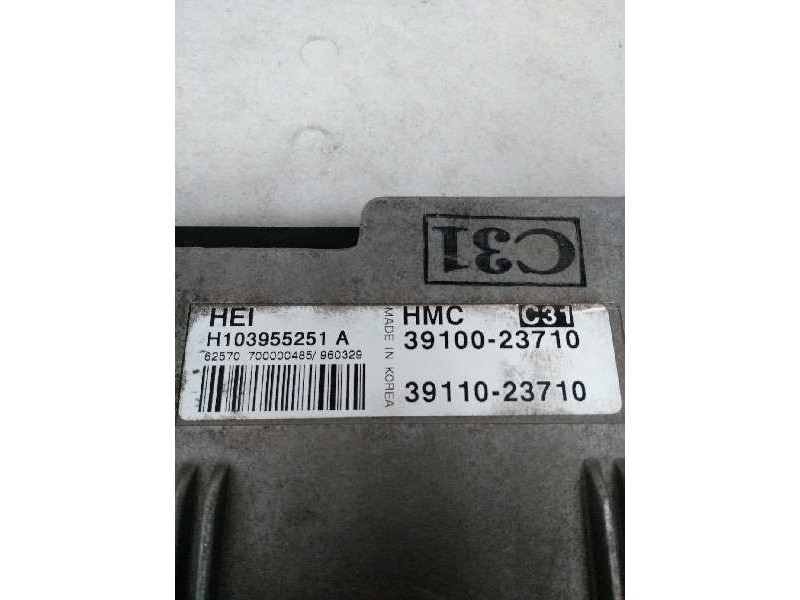 C31
HEI
H103955251 A
62570 700000485/ 960329
MADE IN KOREA
HMC C31
39100-23710
39110-23710